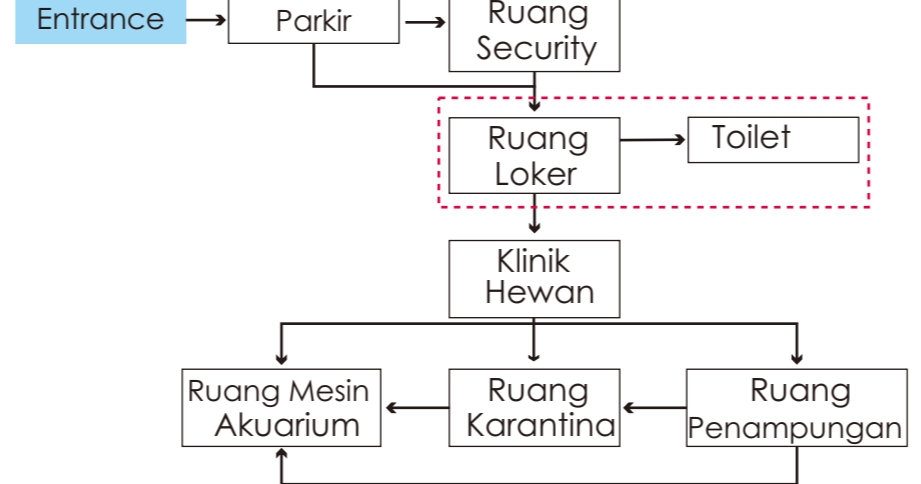 Entrance
Parkir
Ruang
Security
Ruang
Loker
Toilet
Klinik
Hewan
Ruang Mesin
Akuarium
Ruang
Karantina
Ruang
Penampungan